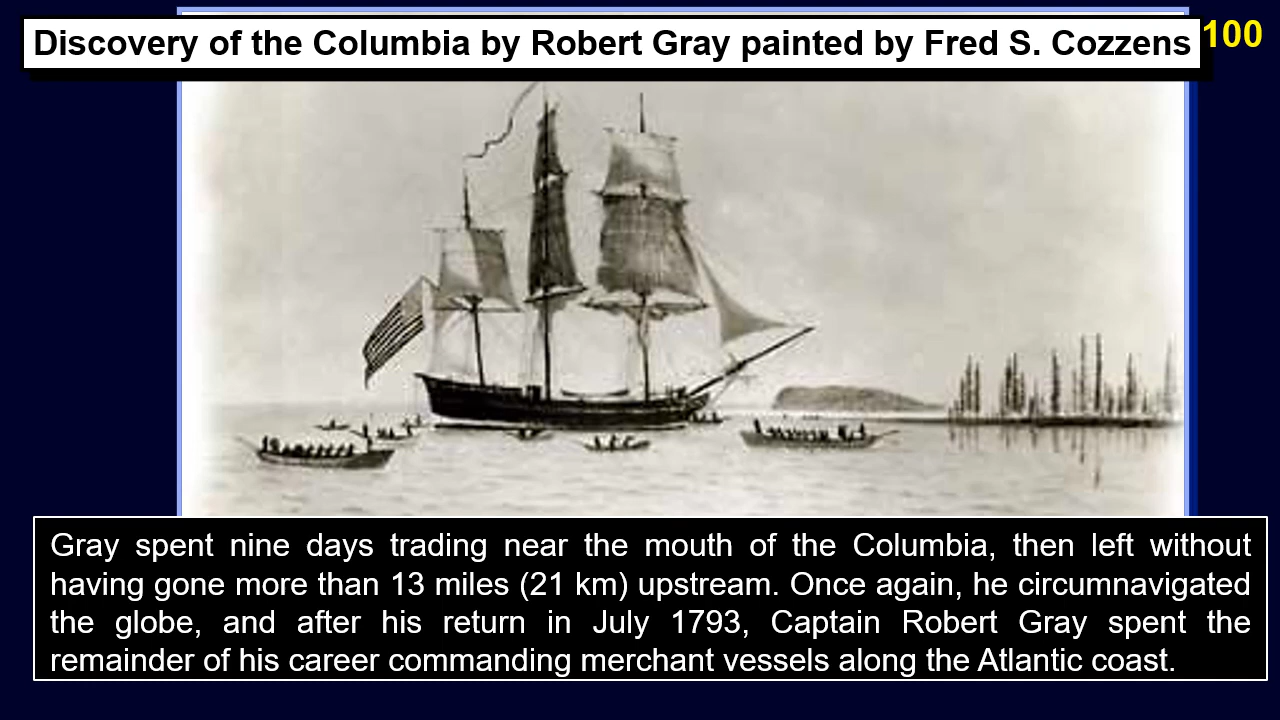 Discovery of the Columbia by Robert Gray painted by Fred S. Cozzens
100
Gray spent nine days trading near the mouth of the Columbia, then left without
having gone more than 13 miles (21 km) upstream. Once again, he circumnavigated
the globe, and after his return in July 1793, Captain Robert Gray spent the
remainder of his career commanding merchant vessels along the Atlantic coast.